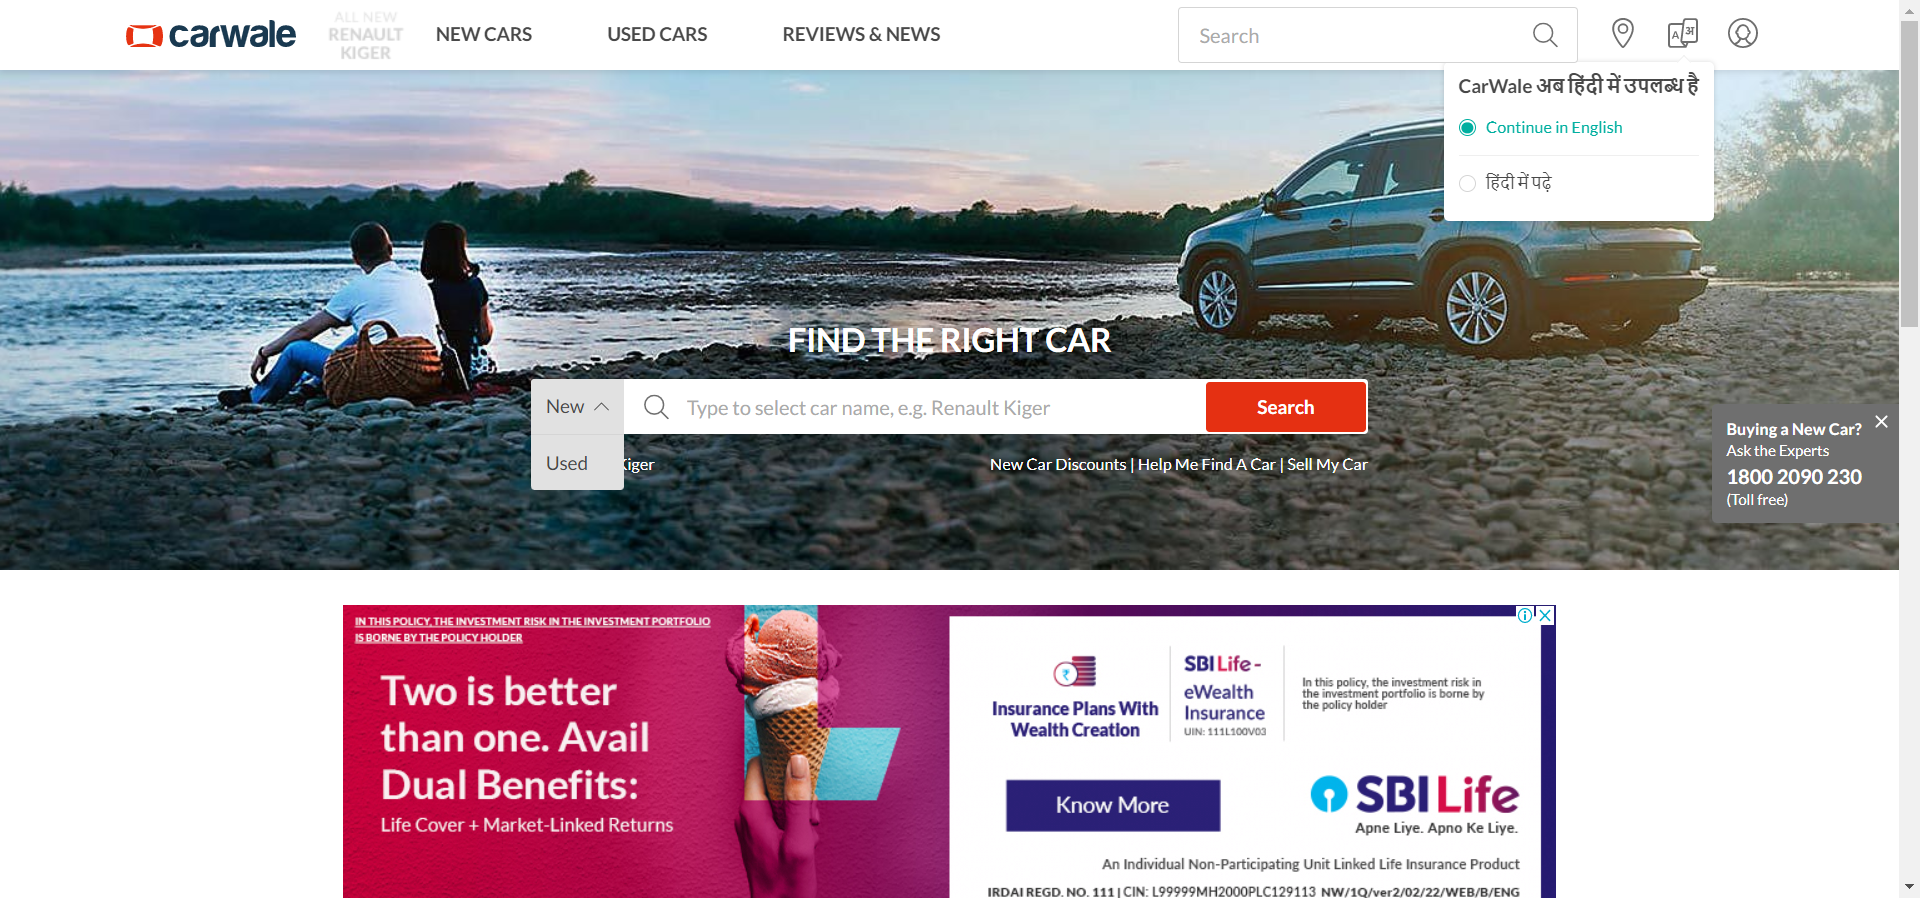 carwale
ALL NEW
RENAULT
KIGER
NEW CARS
USED CARS
REVIEWS & NEWS
Search
A अ
CarWale अब हिंदी में उपलब्ध है
Continue in English
हिंदी में पढ़े
FIND THE RIGHT CAR
New
Type to select car name, e.g. Renault Kiger
Search
Used
Kiger
New Car Discounts | Help Me Find A Car | Sell My Car
Buying a New Car?
Ask the Experts
1800 2090 230
(Toll free)
IN THIS POLICY, THE INVESTMENT RISK IN THE INVESTMENT PORTFOLIO
IS BORNE BY THE POLICY HOLDER
Two is better
than one. Avail
Dual Benefits:
Life Cover + Market-Linked Returns
₹
Insurance Plans With
Wealth Creation
SBI Life -
eWealth
Insurance
UIN: 111L100V03
In this policy, the investment risk in
the investment portfolio is borne by
the policy holder
Know More
SBI Life
Apne Liye. Apno Ke Liye.
An Individual Non-Participating Unit Linked Life Insurance Product
IRDAI REGD. NO. 111 | CIN: L99999MH2000PLC129113 NW/1Q/ver2/02/22/WEB/B/ENG